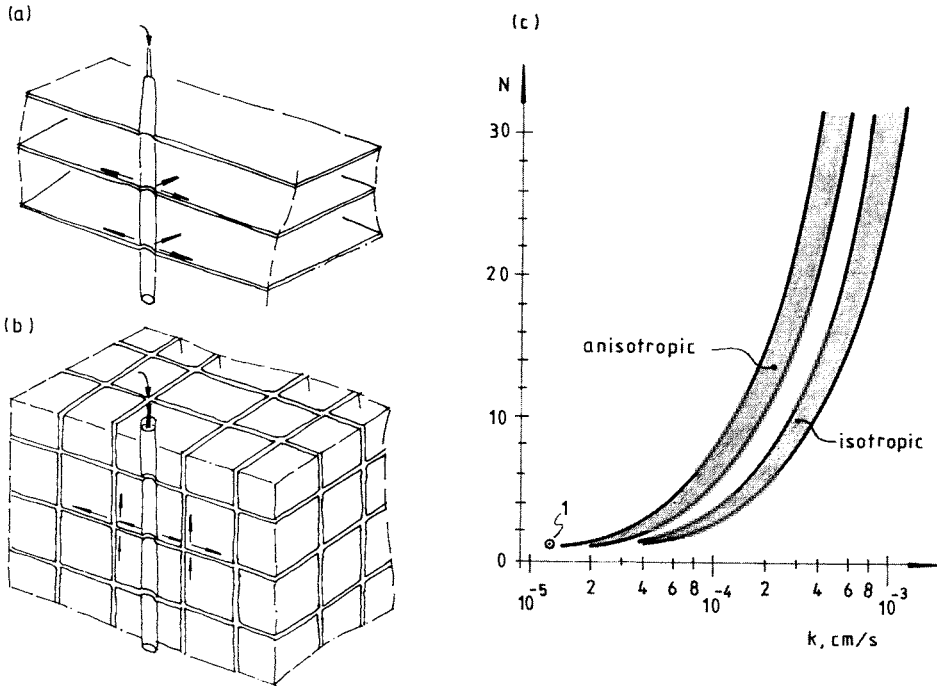 (a)
(b)
(c)
N
30
20
10
0
anisotropic
isotropic
1
10⁻⁵ 2 4 6 8 10⁻⁴ 2 4 6 8 10⁻³
k, cm/s